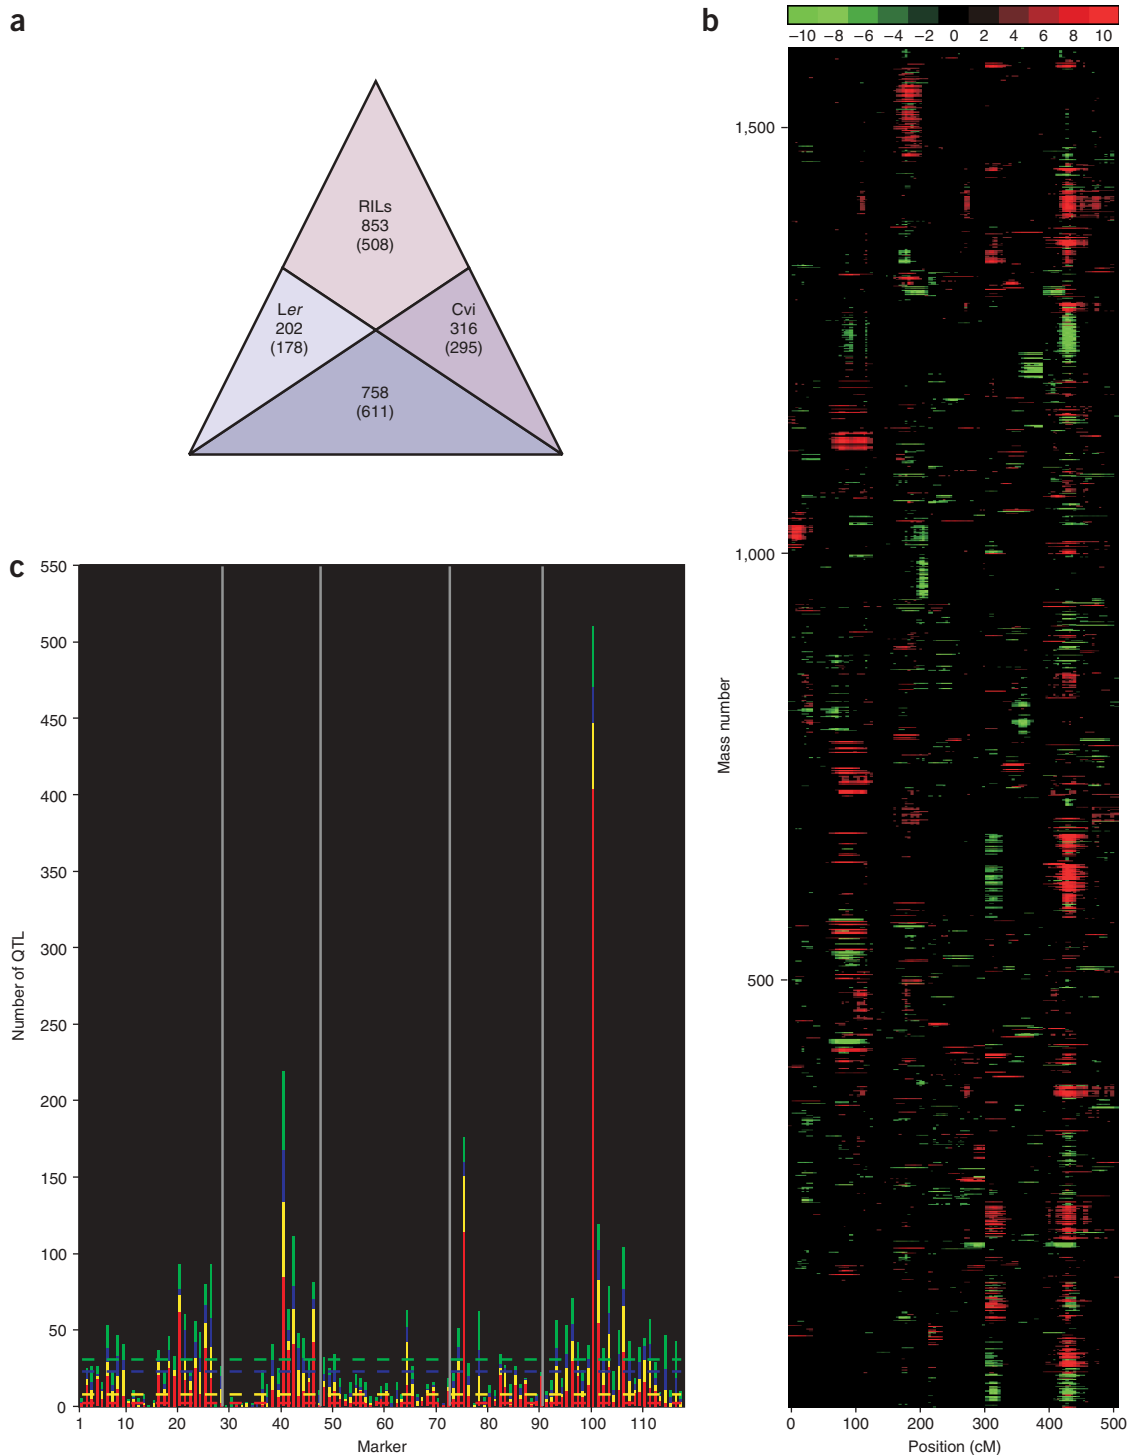 a
RILs
853
(508)
Ler
202
(178)
Cvi
316
(295)
758
(611)
b
−10 −8 −6 −4 −2 0 2 4 6 8 10
1,500
1,000
500
Mass number
0 100 200 300 400 500
Position (cM)
c
550
500
450
400
350
300
250
200
150
100
50
0
Number of QTL
1 10 20 30 40 50 60 70 80 90 100 110
Marker